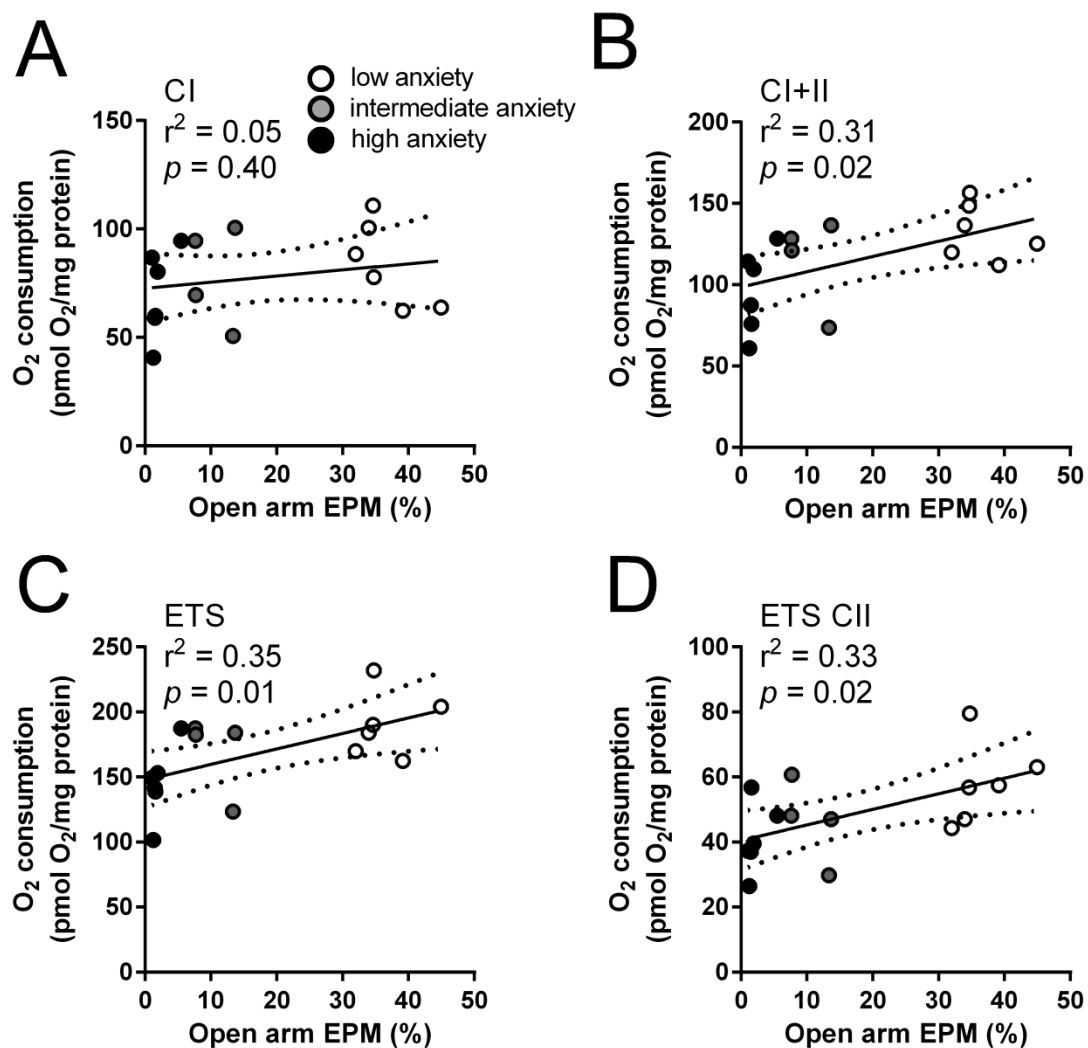 A
CI
r² = 0.05
p = 0.40
low anxiety
intermediate anxiety
high anxiety
150
100
50
0
O₂ consumption
(pmol O₂/mg protein)
0 10 20 30 40 50
Open arm EPM (%)
B
CI+II
r² = 0.31
p = 0.02
200
150
100
50
0
O₂ consumption
(pmol O₂/mg protein)
0 10 20 30 40 50
Open arm EPM (%)
C
ETS
r² = 0.35
p = 0.01
250
200
150
100
50
0
O₂ consumption
(pmol O₂/mg protein)
0 10 20 30 40 50
Open arm EPM (%)
D
ETS CII
r² = 0.33
p = 0.02
100
80
60
40
20
0
O₂ consumption
(pmol O₂/mg protein)
0 10 20 30 40 50
Open arm EPM (%)